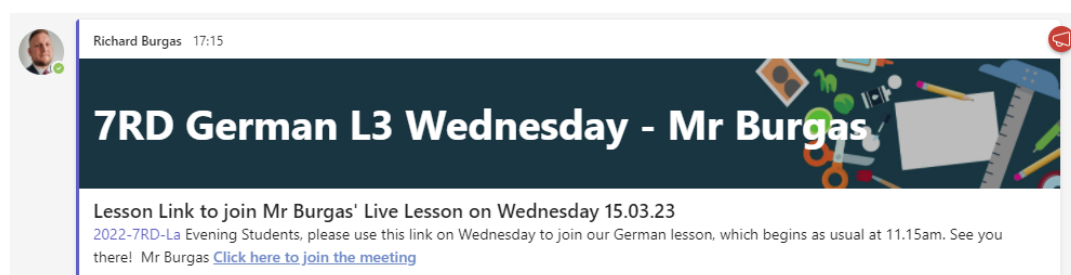 Richard Burgas 17:15
7RD German L3 Wednesday - Mr Burgas
Lesson Link to join Mr Burgas' Live Lesson on Wednesday 15.03.23
2022-7RD-La Evening Students, please use this link on Wednesday to join our German lesson, which begins as usual at 11.15am. See you
there! Mr Burgas Click here to join the meeting